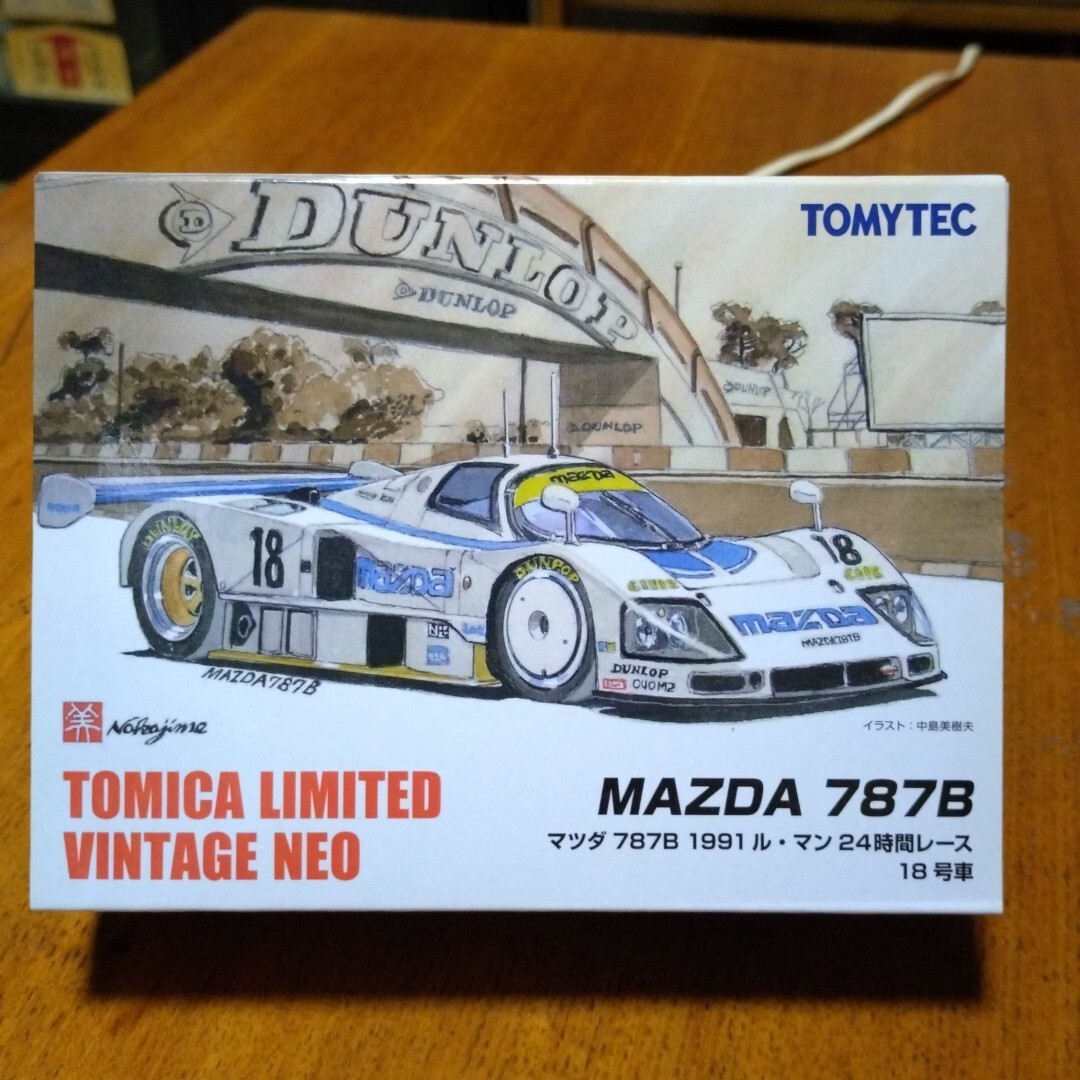 TOMYTEC
DUNLOP
DUNLOP
DUNLOP
DUNLOP
mazda
DUNLOP
18
mazda
DUNLOP
18
mazda
MAZDA787B
DUNLOP
MAZDA787B
Nakajima
イラスト：中島美樹夫
TOMICA LIMITED
VINTAGE NEO
MAZDA 787B
マツダ 787B 1991 ル・マン 24時間レース
18 号車